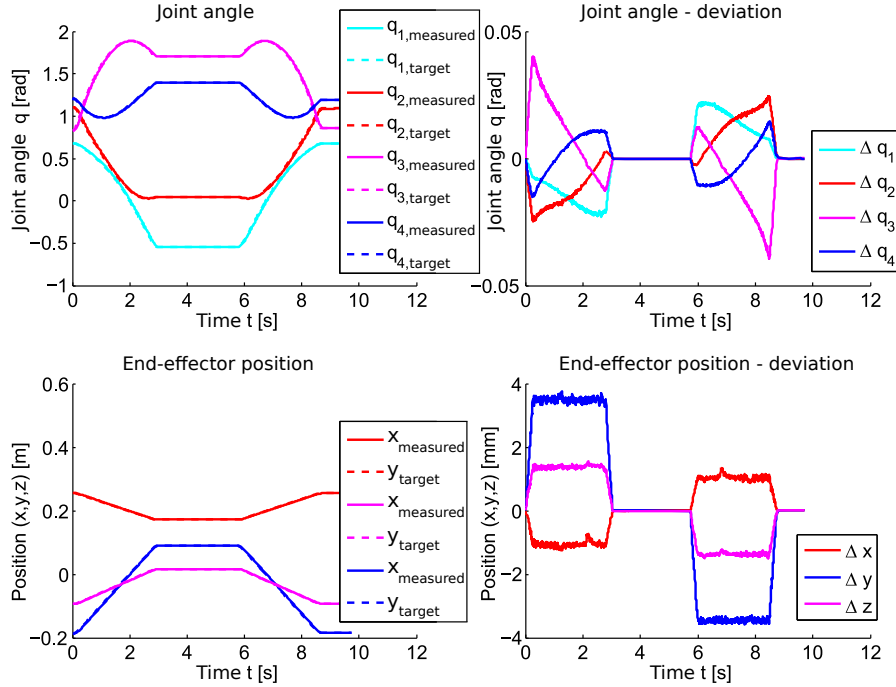 Joint angle
Joint angle q [rad]
2
1.5
1
0.5
0
−0.5
−1
0 2 4 6 8 10 12
Time t [s]
q1,measured
q1,target
q2,measured
q2,target
q3,measured
q3,target
q4,measured
q4,target
Joint angle - deviation
Joint angle q [rad]
0.05
0
−0.05
0 2 4 6 8 10 12
Time t [s]
Δ q1
Δ q2
Δ q3
Δ q4
End-effector position
Position (x,y,z) [m]
0.6
0.4
0.2
0
−0.2
0 2 4 6 8 10 12
Time t [s]
xmeasured
ytarget
xmeasured
ytarget
xmeasured
ytarget
End-effector position - deviation
Position (x,y,z) [mm]
4
2
0
−2
−4
0 2 4 6 8 10 12
Time t [s]
Δ x
Δ y
Δ z